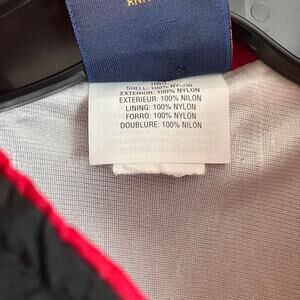 SHELL: 100% NYLON
EXTERIOR: 100% NYLON
EXTERIEUR: 100% NILON
LINING: 100% NYLON
FORRO: 100% NYLON
DOUBLURE: 100% NILON